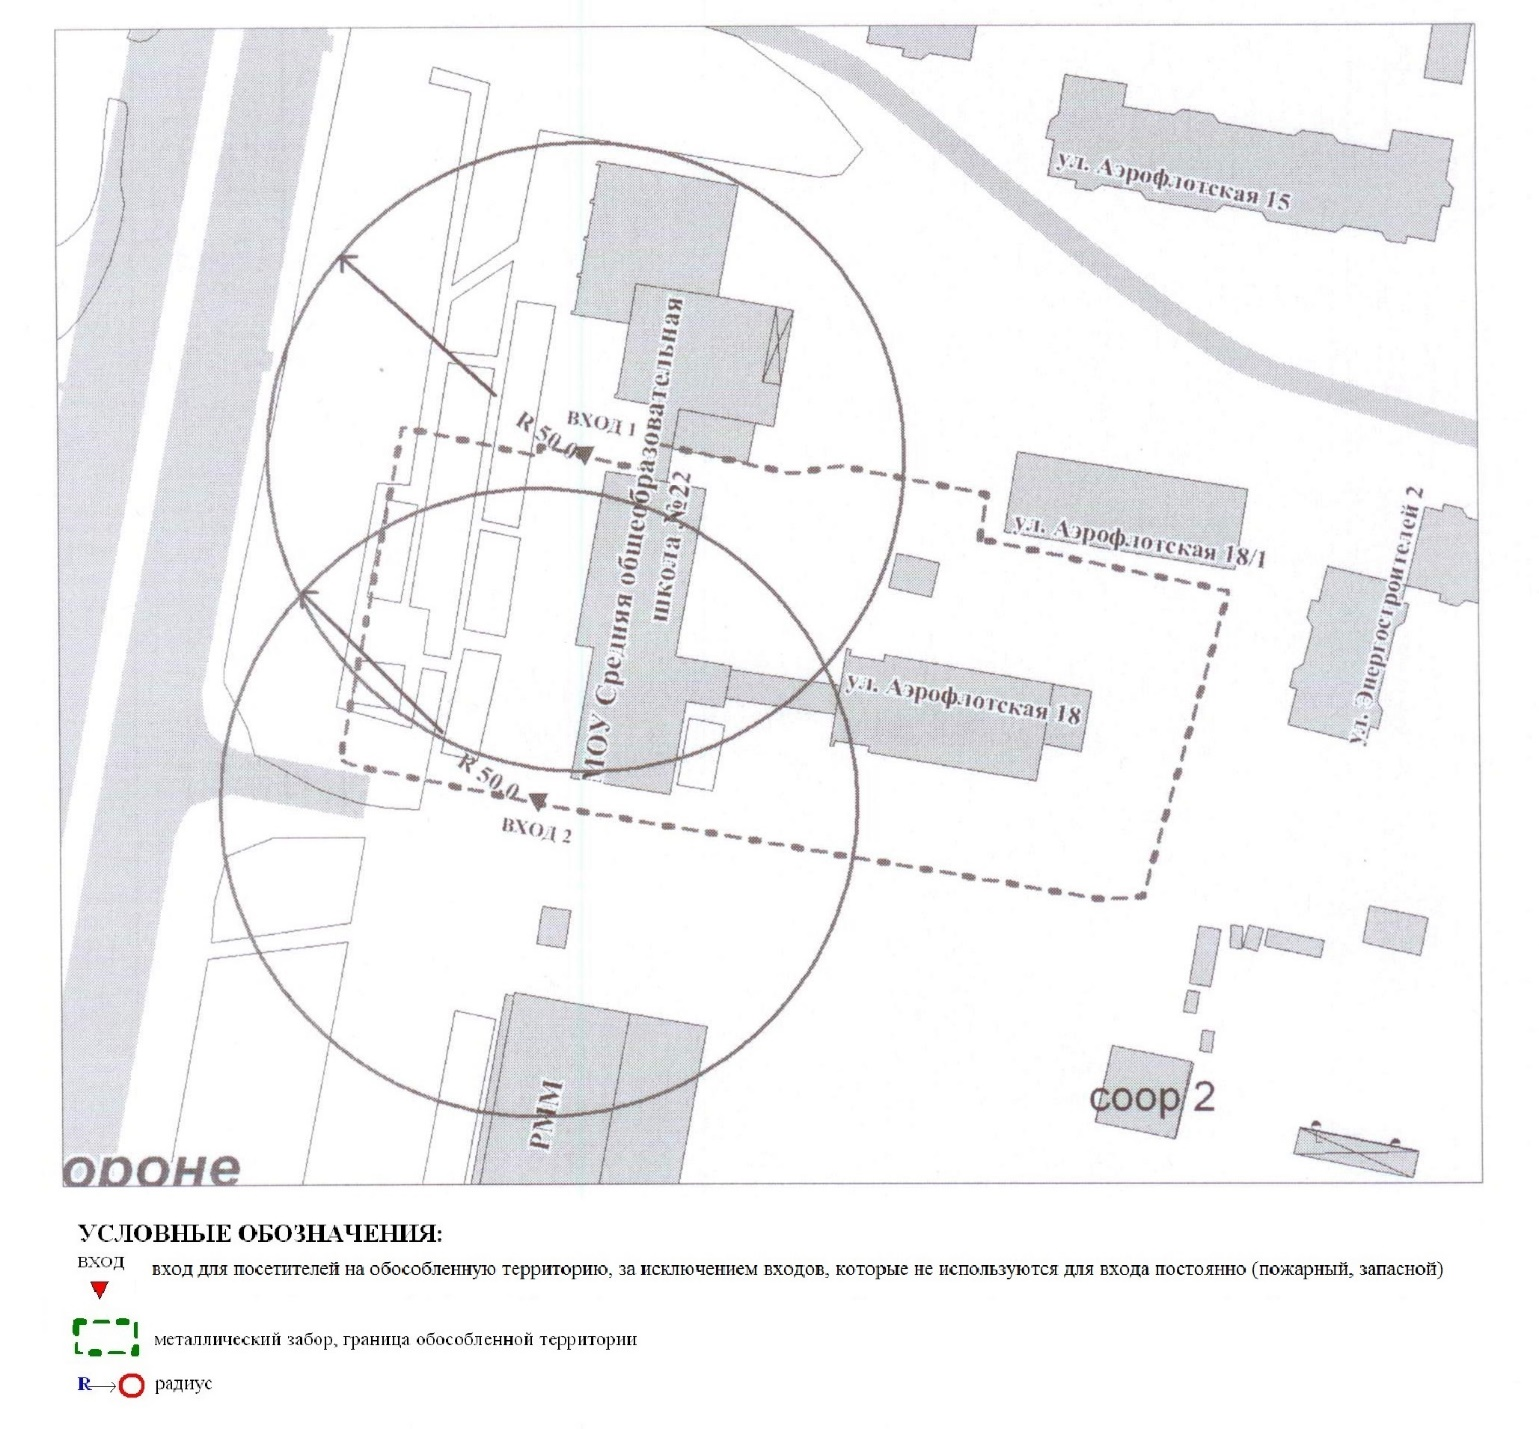 ул. Аэрофлотская 15
ВХОД 1
R 50,0
МОУ Средняя общеобразовательная
школа №22
ул. Аэрофлотская 18/1
ул. Энергостроителей 2
ул. Аэрофлотская 18
R 50,0
ВХОД 2
РММ
соор 2
ороне
УСЛОВНЫЕ ОБОЗНАЧЕНИЯ:
ВХОД
вход для посетителей на обособленную территорию, за исключением входов, которые не используются для входа постоянно (пожарный, запасной)
металлический забор, граница обособленной территории
R
радиус